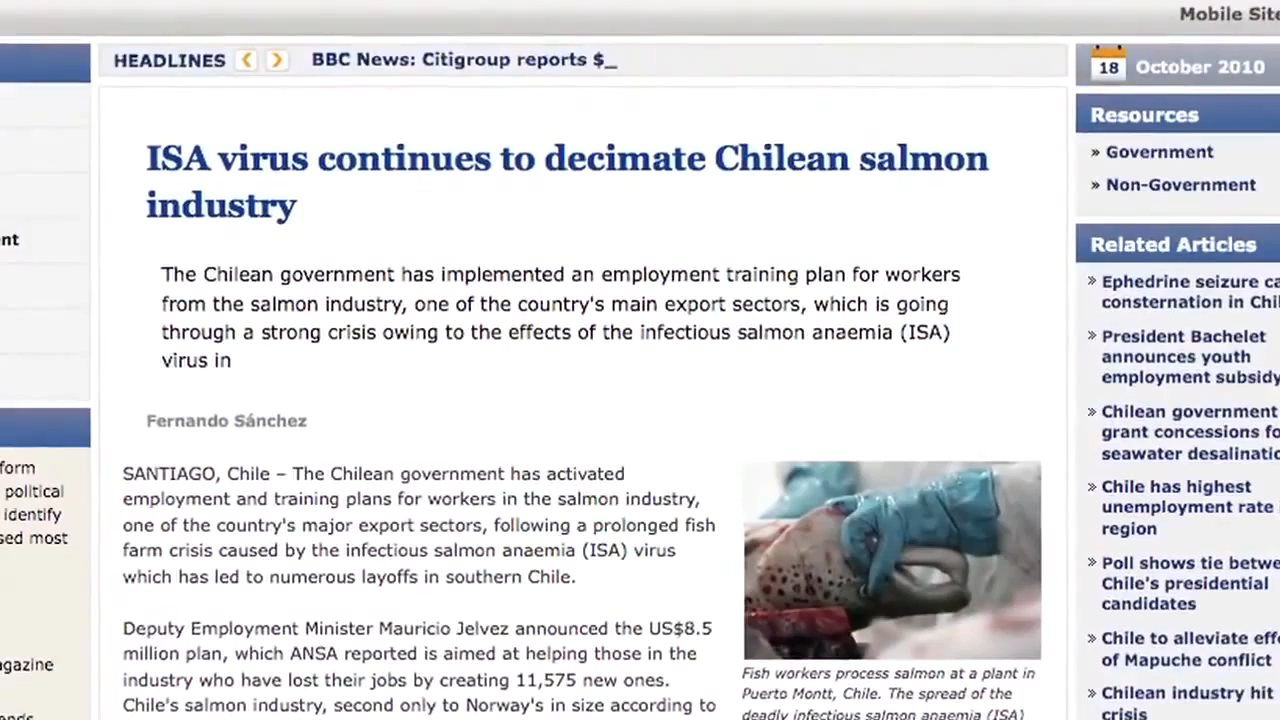 Mobile Site
HEADLINES
BBC News: Citigroup reports $_
18 October 2010
ISA virus continues to decimate Chilean salmon
industry
The Chilean government has implemented an employment training plan for workers
from the salmon industry, one of the country's main export sectors, which is going
through a strong crisis owing to the effects of the infectious salmon anaemia (ISA)
virus in
Fernando Sánchez
SANTIAGO, Chile – The Chilean government has activated
employment and training plans for workers in the salmon industry,
one of the country's major export sectors, following a prolonged fish
farm crisis caused by the infectious salmon anaemia (ISA) virus
which has led to numerous layoffs in southern Chile.
Deputy Employment Minister Mauricio Jelvez announced the US$8.5
million plan, which ANSA reported is aimed at helping those in the
industry who have lost their jobs by creating 11,575 new ones.
Chile's salmon industry, second only to Norway's in size according to
Fish workers process salmon at a plant in
Puerto Montt, Chile. The spread of the
deadly infectious salmon anaemia (ISA)
Resources
» Government
» Non-Government
Related Articles
» Ephedrine seizure ca
consternation in Chi
» President Bachelet
announces youth
employment subsidy
» Chilean government
grant concessions fo
seawater desalinatio
» Chile has highest
unemployment rate
region
» Poll shows tie betwe
Chile's presidential
candidates
» Chile to alleviate effe
of Mapuche conflict
» Chilean industry hit
crisis
nt
form
political
identify
sed most
agazine